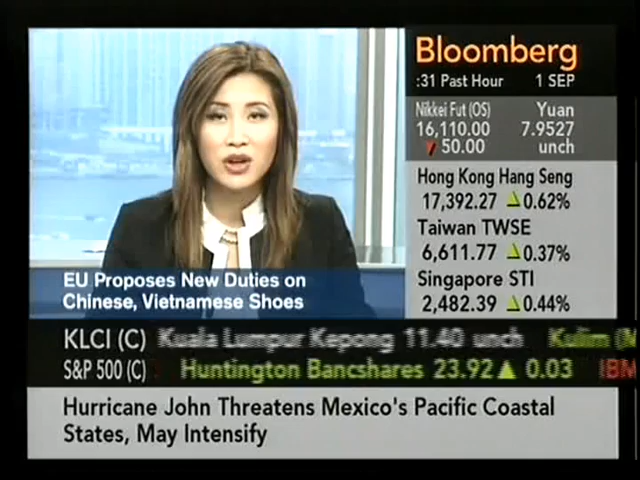 Bloomberg
:31 Past Hour 1 SEP
Nikkei Fut (OS) Yuan
16,110.00 7.9527
50.00 unch
Hong Kong Hang Seng
17,392.27 0.62%
Taiwan TWSE
6,611.77 0.37%
Singapore STI
2,482.39 0.44%
EU Proposes New Duties on
Chinese, Vietnamese Shoes
KLCI (C) Kuala Lumpur Kepong 11.40 unch Kulim
S&P 500 (C) Huntington Bancshares 23.92 0.03 IBM
Hurricane John Threatens Mexico's Pacific Coastal
States, May Intensify